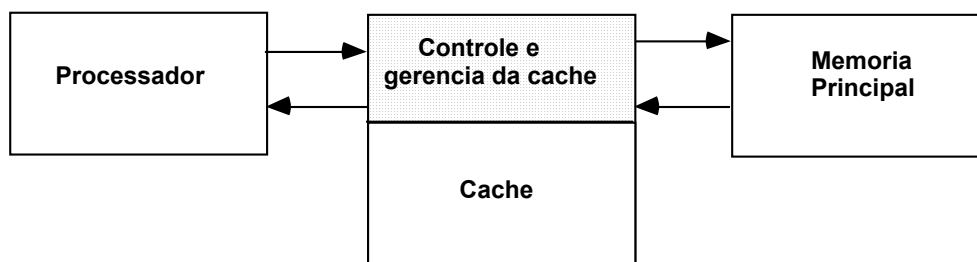 Processador
Controle e
gerencia da cache
Cache
Memoria
Principal